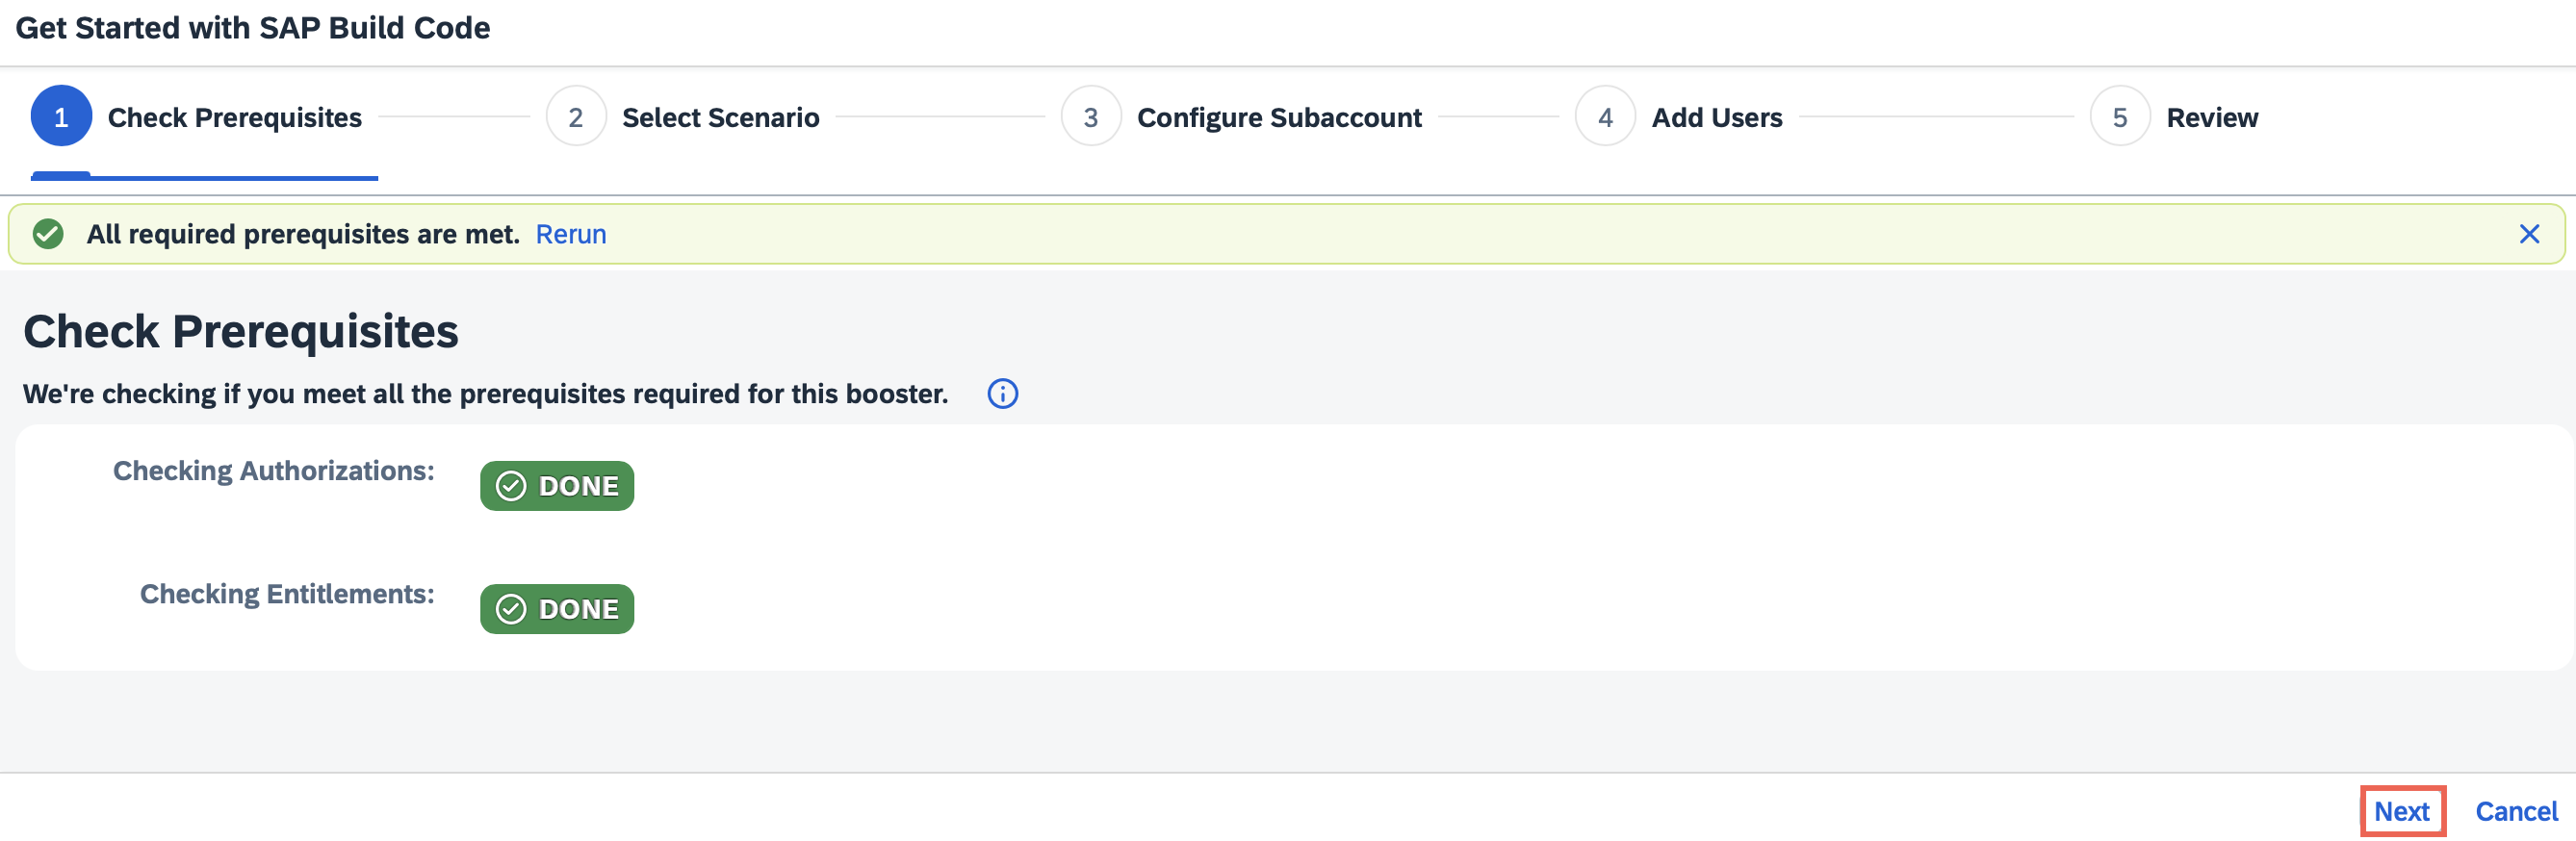 Get Started with SAP Build Code
1 Check Prerequisites 2 Select Scenario 3 Configure Subaccount 4 Add Users 5 Review
All required prerequisites are met. Rerun
Check Prerequisites
We're checking if you meet all the prerequisites required for this booster.
Checking Authorizations: DONE
Checking Entitlements: DONE
Next Cancel